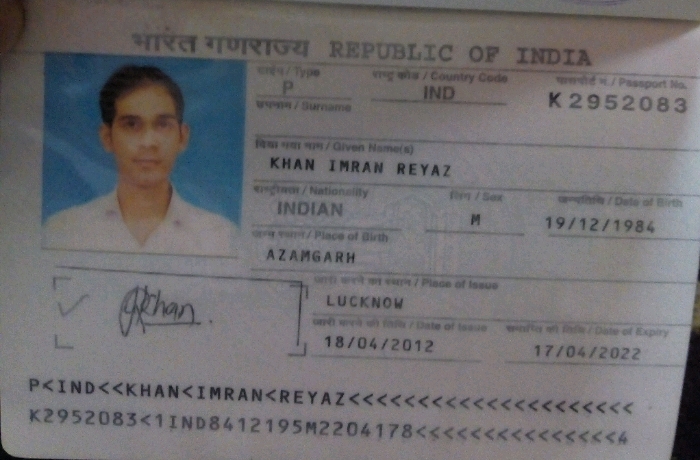 भारत गणराज्य REPUBLIC OF INDIA
टाईप / Type
राष्ट्र कोड / Country Code
पासपोर्ट न. / Passport No.
P
IND
K2952083
उपनाम / Surname
दिया गया नाम / Given Name(s)
KHAN IMRAN REYAZ
राष्ट्रीयता / Nationality
लिंग / Sex
जन्मतिथि / Date of Birth
INDIAN
M
19/12/1984
जन्म स्थान / Place of Birth
AZAMGARH
जारी करने का स्थान / Place of Issue
LUCKNOW
जारी करने की तिथि / Date of Issue
समाप्ति की तिथि / Date of Expiry
18/04/2012
17/04/2022
Khan
P<IND<<KHAN<IMRAN<REYAZ<<<<<<<<<<<<<<<<<<<<<
K2952083<1IND8412195M2204178<<<<<<<<<<<<<<<4